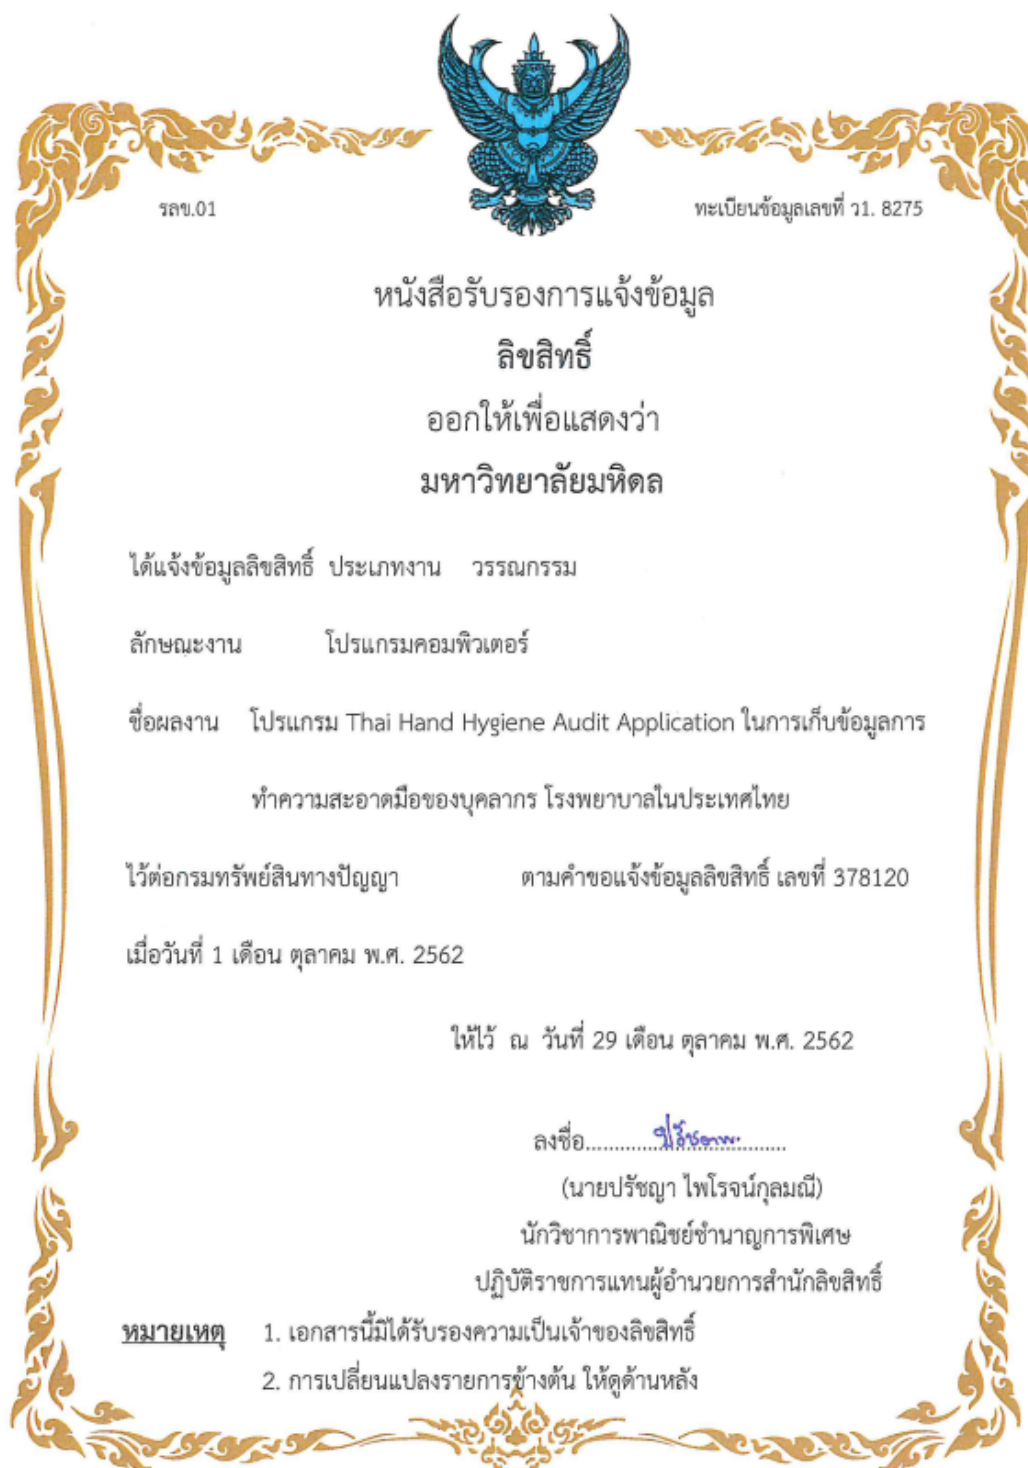 รลข.01
ทะเบียนข้อมูลเลขที่ ว1. 8275
หนังสือรับรองการแจ้งข้อมูล
ลิขสิทธิ์
ออกให้เพื่อแสดงว่า
มหาวิทยาลัยมหิดล
ได้แจ้งข้อมูลลิขสิทธิ์ ประเภทงาน วรรณกรรม
ลักษณะงาน โปรแกรมคอมพิวเตอร์
ชื่อผลงาน โปรแกรม Thai Hand Hygiene Audit Application ในการเก็บข้อมูลการ
ทำความสะอาดมือของบุคลากร โรงพยาบาลในประเทศไทย
ไว้ต่อกรมทรัพย์สินทางปัญญา ตามคำขอแจ้งข้อมูลลิขสิทธิ์ เลขที่ 378120
เมื่อวันที่ 1 เดือน ตุลาคม พ.ศ. 2562
ให้ไว้ ณ วันที่ 29 เดือน ตุลาคม พ.ศ. 2562
ลงชื่อ
(นายปรัชญา ไพโรจน์กุลมณี)
นักวิชาการพาณิชย์ชำนาญการพิเศษ
ปฏิบัติราชการแทนผู้อำนวยการสำนักลิขสิทธิ์
หมายเหตุ 1. เอกสารนี้มิได้รับรองความเป็นเจ้าของลิขสิทธิ์
2. การเปลี่ยนแปลงรายการข้างต้น ให้ดูด้านหลัง